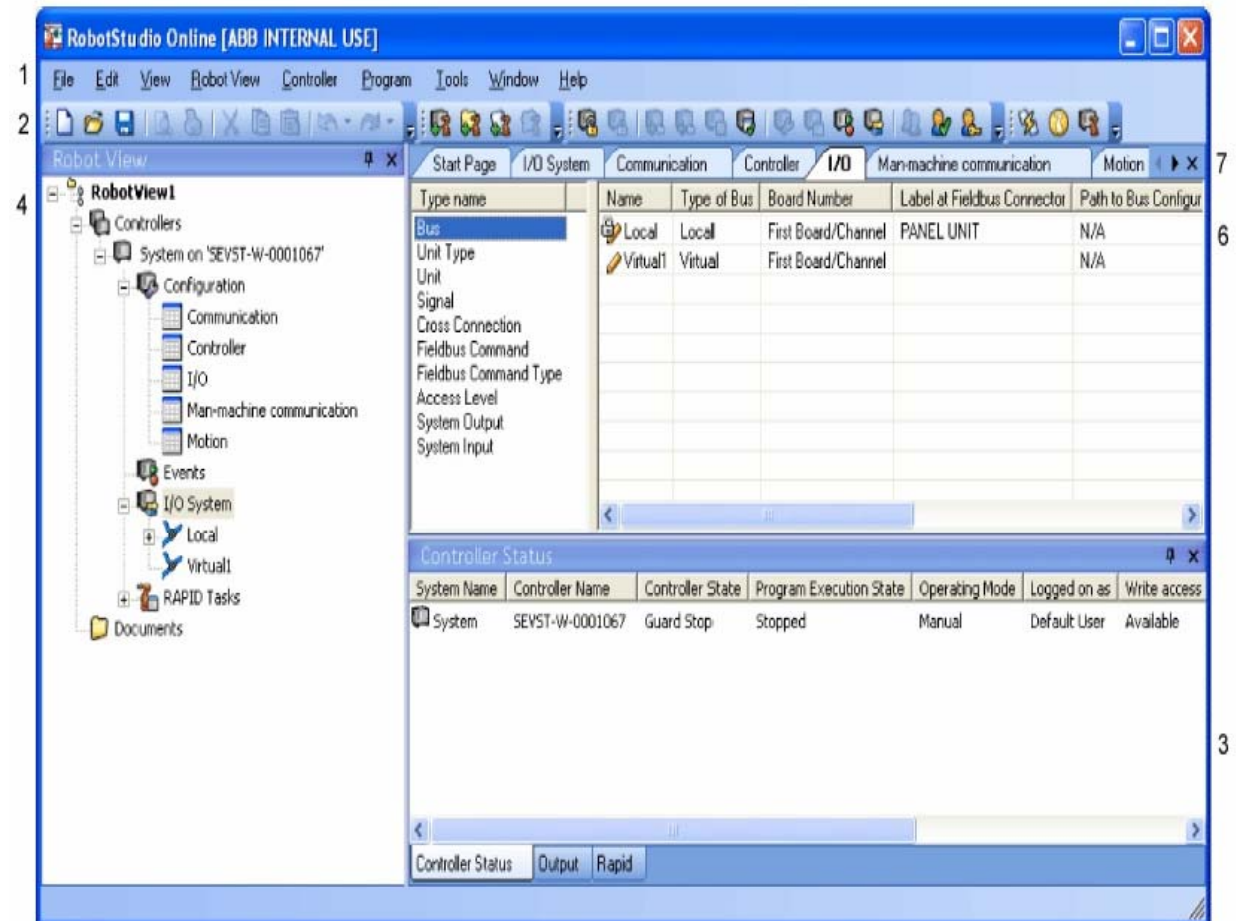 RobotStudio Online [ABB INTERNAL USE]
1
File Edit View Robot View Controller Program Tools Window Help
2
Robot View
Start Page I/O System Communication Controller I/O Man-machine communication Motion
7
4
RobotView1
Controllers
System on 'SEVST-W-0001067'
Configuration
Communication
Controller
I/O
Man-machine communication
Motion
Events
I/O System
Local
Virtual1
RAPID Tasks
Documents
Type name
Bus
Unit Type
Unit
Signal
Cross Connection
Fieldbus Command
Fieldbus Command Type
Access Level
System Output
System Input
Name Type of Bus Board Number Label at Fieldbus Connector Path to Bus Configur
Local Local First Board/Channel PANEL UNIT N/A
6
Virtual1 Virtual First Board/Channel N/A
Controller Status
System Name Controller Name Controller State Program Execution State Operating Mode Logged on as Write access
System SEVST-W-0001067 Guard Stop Stopped Manual Default User Available
3
Controller Status Output Rapid